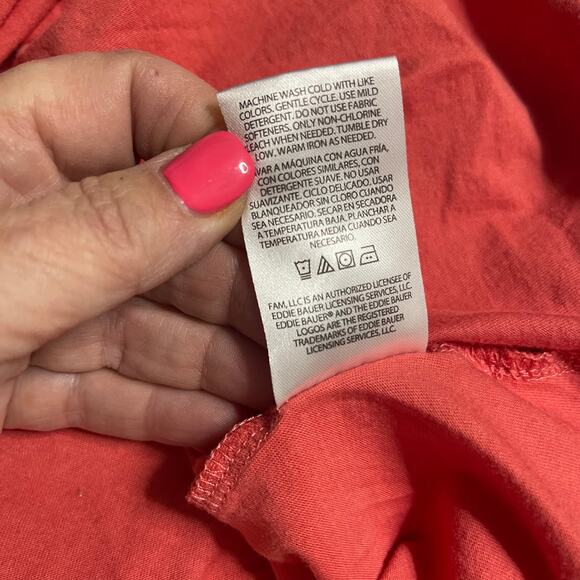 MACHINE WASH COLD WITH LIKE
COLORS. GENTLE CYCLE. USE MILD
DETERGENT. DO NOT USE FABRIC
SOFTENERS. ONLY NON-CHLORINE
EACH WHEN NEEDED. TUMBLE DRY
LOW. WARM IRON AS NEEDED.
AVAR A MÁQUINA CON AGUA FRÍA,
CON COLORES SIMILARES, CON
DETERGENTE SUAVE. NO USAR
SUAVIZANTE. CICLO DELICADO, USAR
BLANQUEADOR SIN CLORO CUANDO
SEA NECESARIO. SECAR EN SECADORA
A TEMPERATURA BAJA. PLANCHAR A
TEMPERATURA MEDIA CUANDO SEA
NECESARIO.
FAM, LLC IS AN AUTHORIZED LICENSEE OF
EDDIE BAUER LICENSING SERVICES, LLC.
EDDIE BAUER® AND THE EDDIE BAUER
LOGOS ARE THE REGISTERED
TRADEMARKS OF EDDIE BAUER
LICENSING SERVICES, LLC.